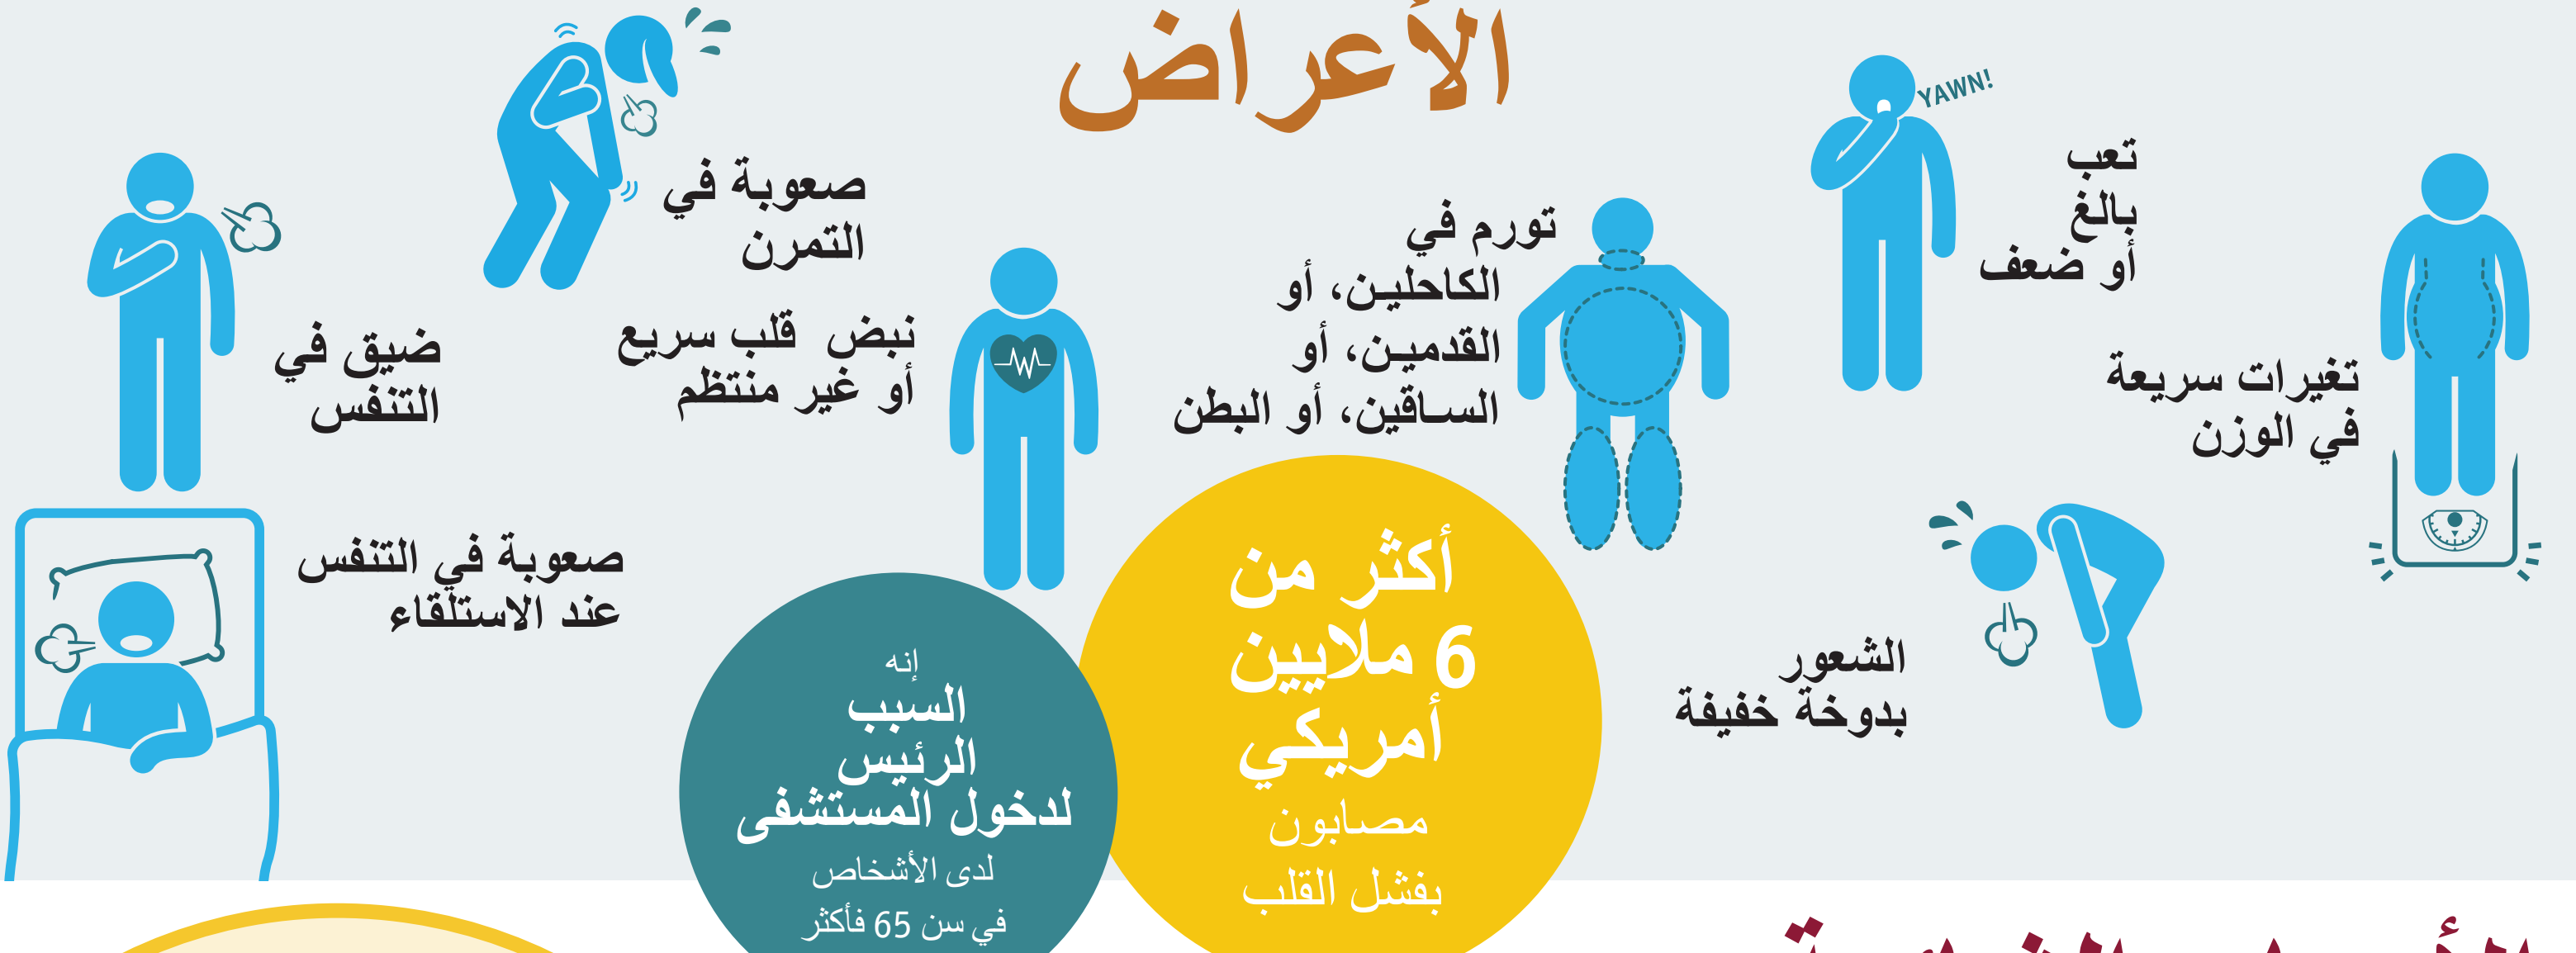 الأعراض
YAWN!
تعب
بالغ
أو ضعف
تغيرات سريعة
في الوزن
تورم في
الكاحلين، أو
القدمين، أو
الساقين، أو البطن
الشعور
بدوخة خفيفة
صعوبة في
التمرن
نبض قلب سريع
أو غير منتظم
ضيق في
التنفس
صعوبة في التنفس
عند الاستلقاء
أكثر من
6 ملايين
أمريكي
مصابون
بفشل القلب
إنه
السبب
الرئيس
لدخول المستشفى
لدى الأشخاص
في سن 65 فأكثر